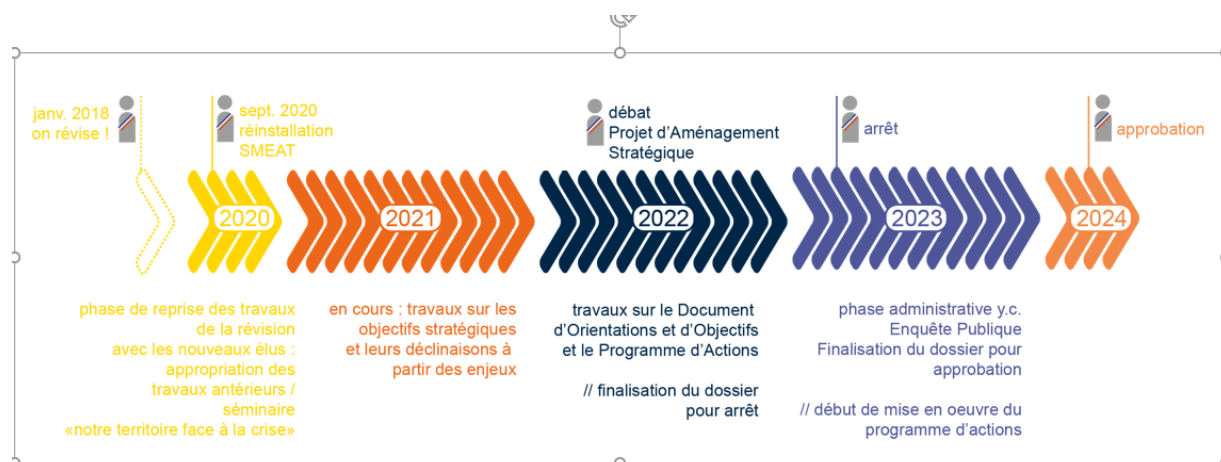 janv. 2018
on révise !
sept. 2020
réinstallation
SMEAT
débat
Projet d'Aménagement
Stratégique
arrêt
approbation
2020
2021
2022
2023
2024
phase de reprise des travaux
de la révision
avec les nouveaux élus :
appropriation des
travaux antérieurs /
séminaire
«notre territoire face à la crise»
en cours : travaux sur les
objectifs stratégiques
et leurs déclinaisons à
partir des enjeux
travaux sur le Document
d'Orientations et d'Objectifs
et le Programme d'Actions
// finalisation du dossier
pour arrêt
phase administrative y.c.
Enquête Publique
Finalisation du dossier pour
approbation
// début de mise en oeuvre du
programme d'actions